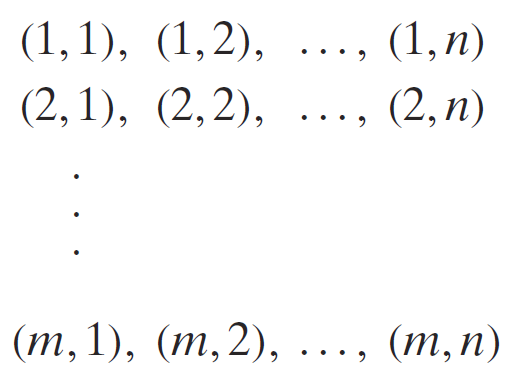 (1, 1), (1, 2), ..., (1, n)
(2, 1), (2, 2), ..., (2, n)
.
.
.
(m, 1), (m, 2), ..., (m, n)